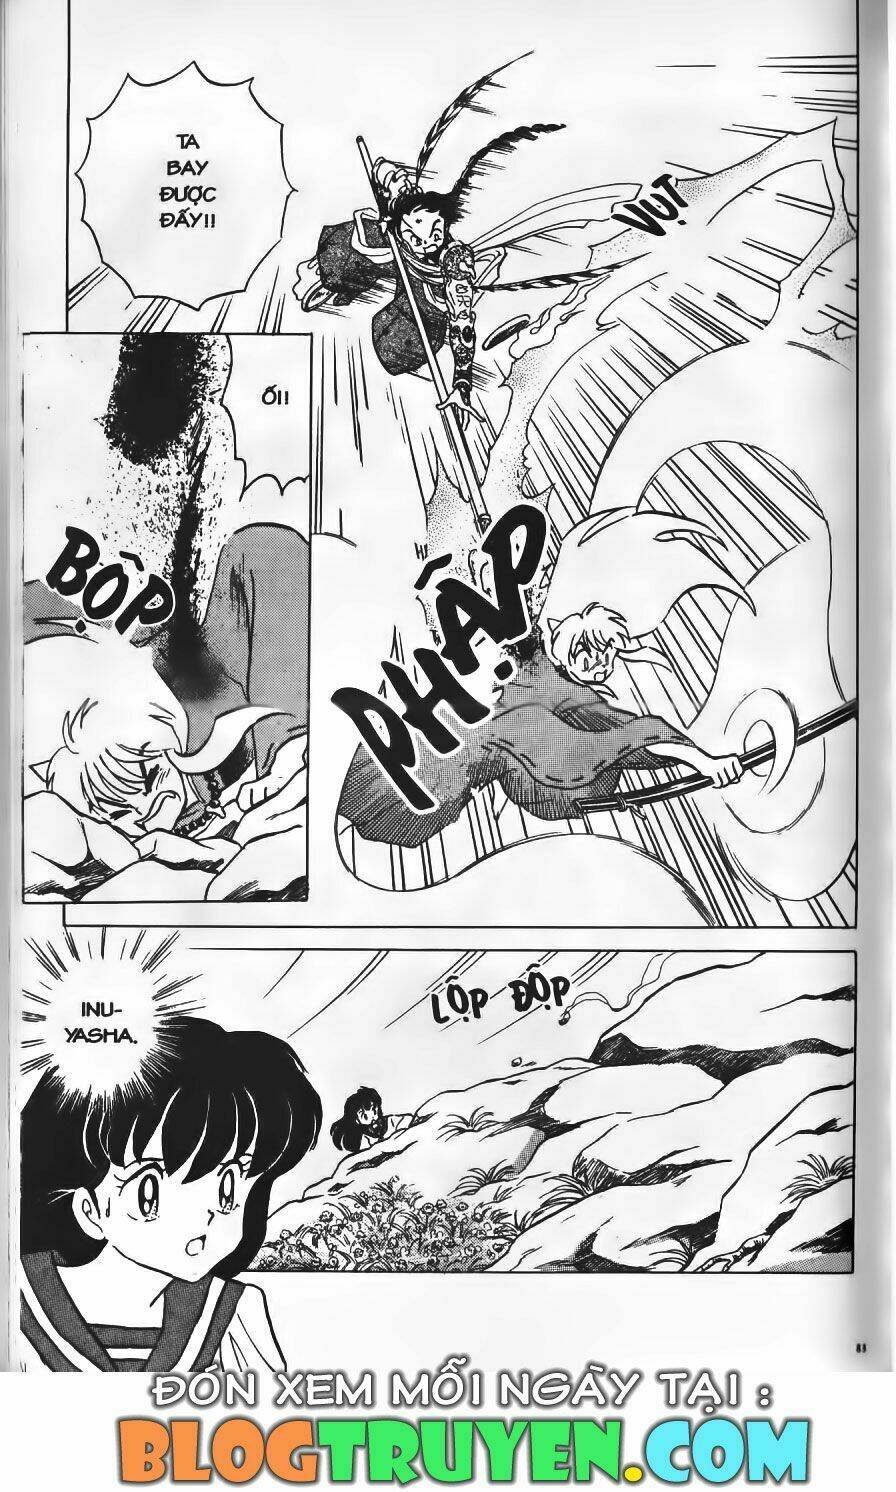 TA
BAY
ĐƯỢC
ĐẤY!!
VỤT
PHẬP
ỐI!!
BỘP
LỘP ĐỘP
INU-
YASHA.
ĐÓN XEM MỖI NGÀY TẠI :
BLOGTRUYEN.COM